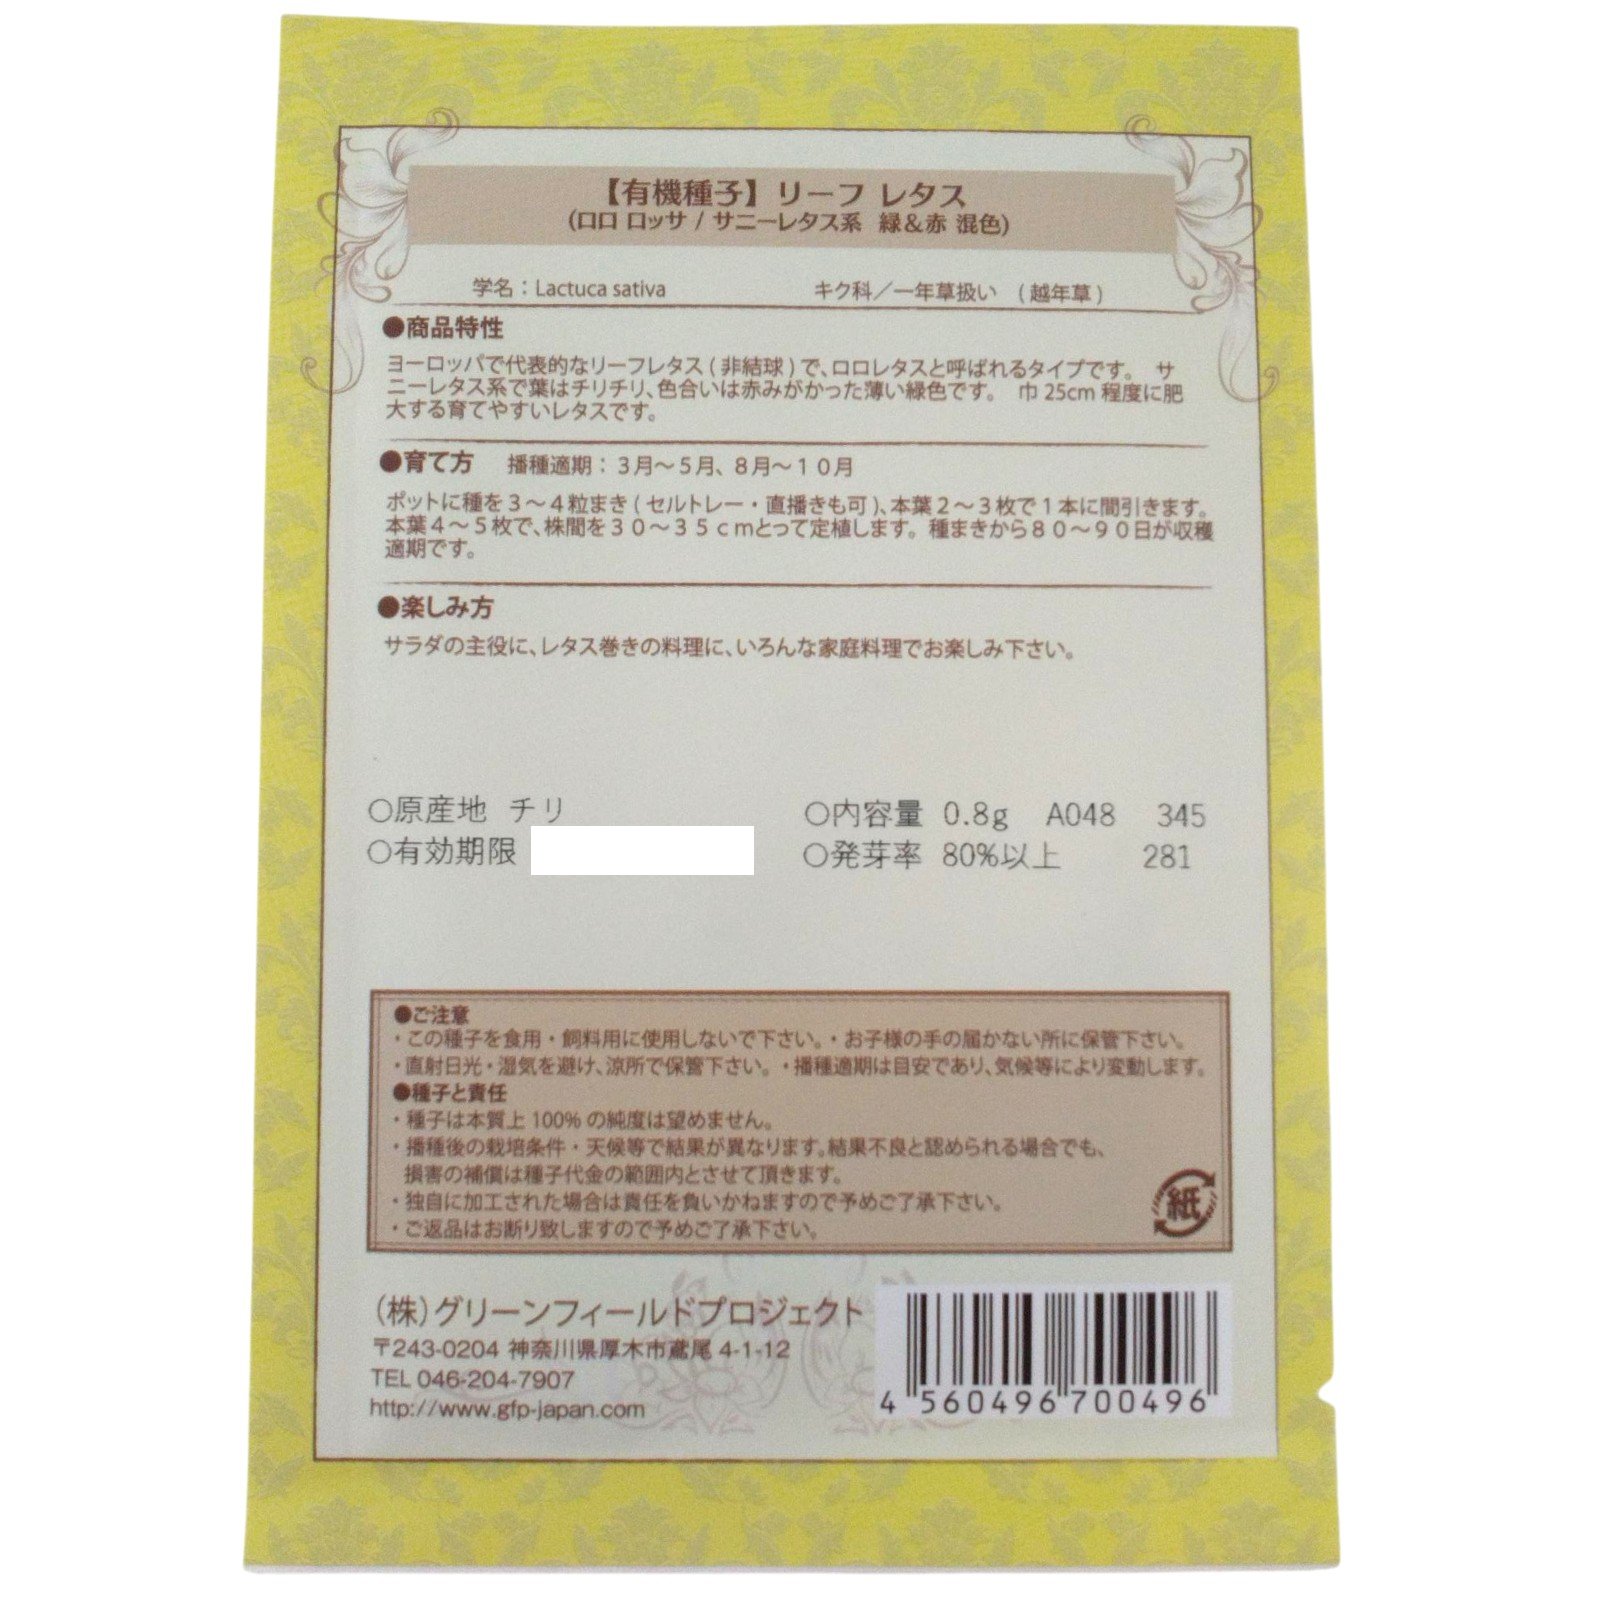 【有機種子】リーフ レタス
(ロロ ロッサ / サニーレタス系 緑&赤 混色)
学名：Lactuca sativa キク科／一年草扱い (越年草)
●商品特性
ヨーロッパで代表的なリーフレタス(非結球)で、ロロレタスと呼ばれるタイプです。 サ
ニーレタス系で葉はチリチリ、色合いは赤みがかった薄い緑色です。 巾25cm程度に肥
大する育てやすいレタスです。
●育て方 播種適期：３月～５月、８月～１０月
ポットに種を３～４粒まき(セルトレー・直播きも可)、本葉２～３枚で１本に間引きます。
本葉４～５枚で、株間を３０～３５ｃｍとって定植します。種まきから８０～９０日が収穫
適期です。
●楽しみ方
サラダの主役に、レタス巻きの料理に、いろんな家庭料理でお楽しみ下さい。
○原産地 チリ ○内容量 0.8g A048 345
○有効期限 ○発芽率 80%以上 281
●ご注意
・この種子を食用・飼料用に使用しないで下さい。・お子様の手の届かない所に保管下さい。
・直射日光・湿気を避け、涼所で保管下さい。・播種適期は目安であり、気候等により変動します。
●種子と責任
・種子は本質上100%の純度は望めません。
・播種後の栽培条件・天候等で結果が異なります。結果不良と認められる場合でも、
損害の補償は種子代金の範囲内とさせて頂きます。
・独自に加工された場合は責任を負いかねますので予めご了承下さい。
・ご返品はお断り致しますので予めご了承下さい。
紙
（株）グリーンフィールドプロジェクト
〒243-0204 神奈川県厚木市鳶尾4-1-12
TEL 046-204-7907
http://www.gfp-japan.com
4 560496 700496